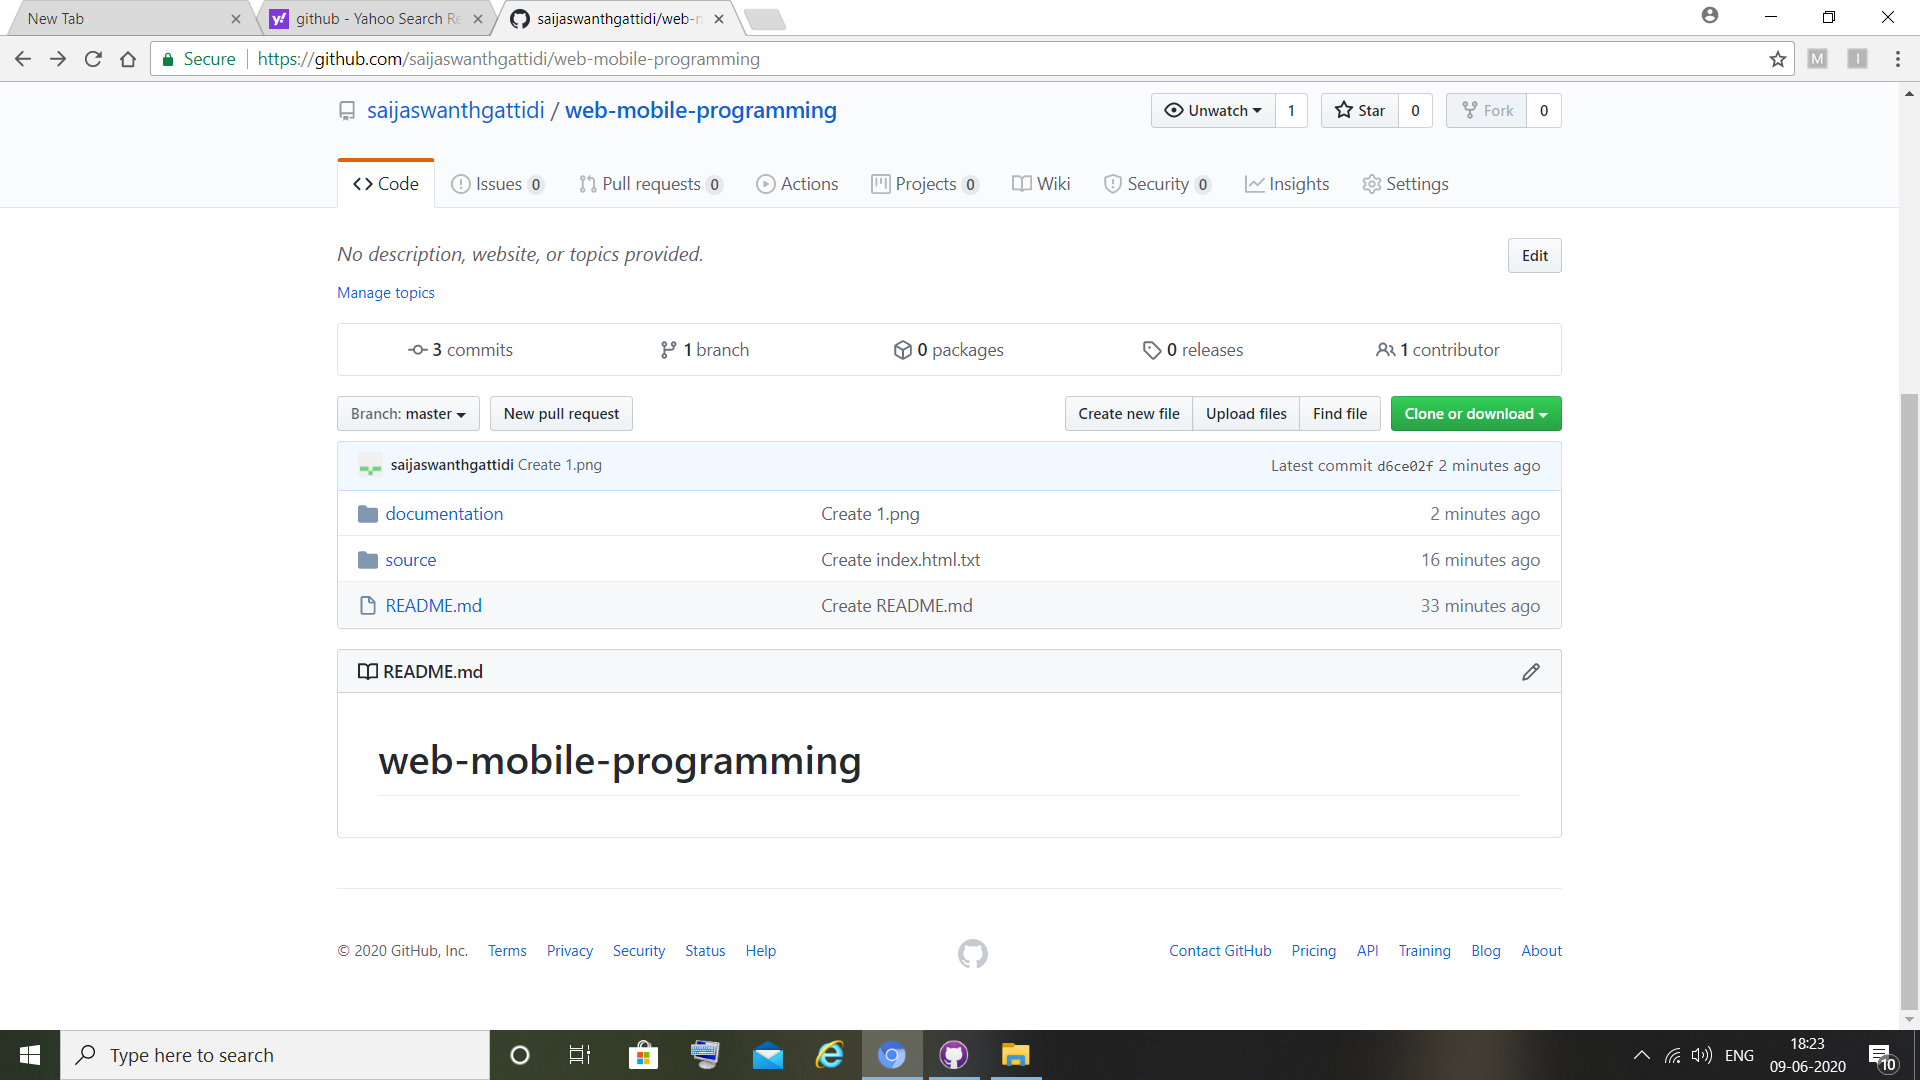 New Tab
github - Yahoo Search Re
saijaswanthgattidi/web-m
Secure https://github.com/saijaswanthgattidi/web-mobile-programming
M I
saijaswanthgattidi / web-mobile-programming
Unwatch 1 Star 0 Fork 0
Code Issues 0 Pull requests 0 Actions Projects 0 Wiki Security 0 Insights Settings
No description, website, or topics provided. Edit
Manage topics
3 commits 1 branch 0 packages 0 releases 1 contributor
Branch: master New pull request Create new file Upload files Find file Clone or download
saijaswanthgattidi Create 1.png Latest commit d6ce02f 2 minutes ago
documentation Create 1.png 2 minutes ago
source Create index.html.txt 16 minutes ago
README.md Create README.md 33 minutes ago
README.md
web-mobile-programming
© 2020 GitHub, Inc. Terms Privacy Security Status Help Contact GitHub Pricing API Training Blog About
Type here to search
ENG
18:23
09-06-2020
10